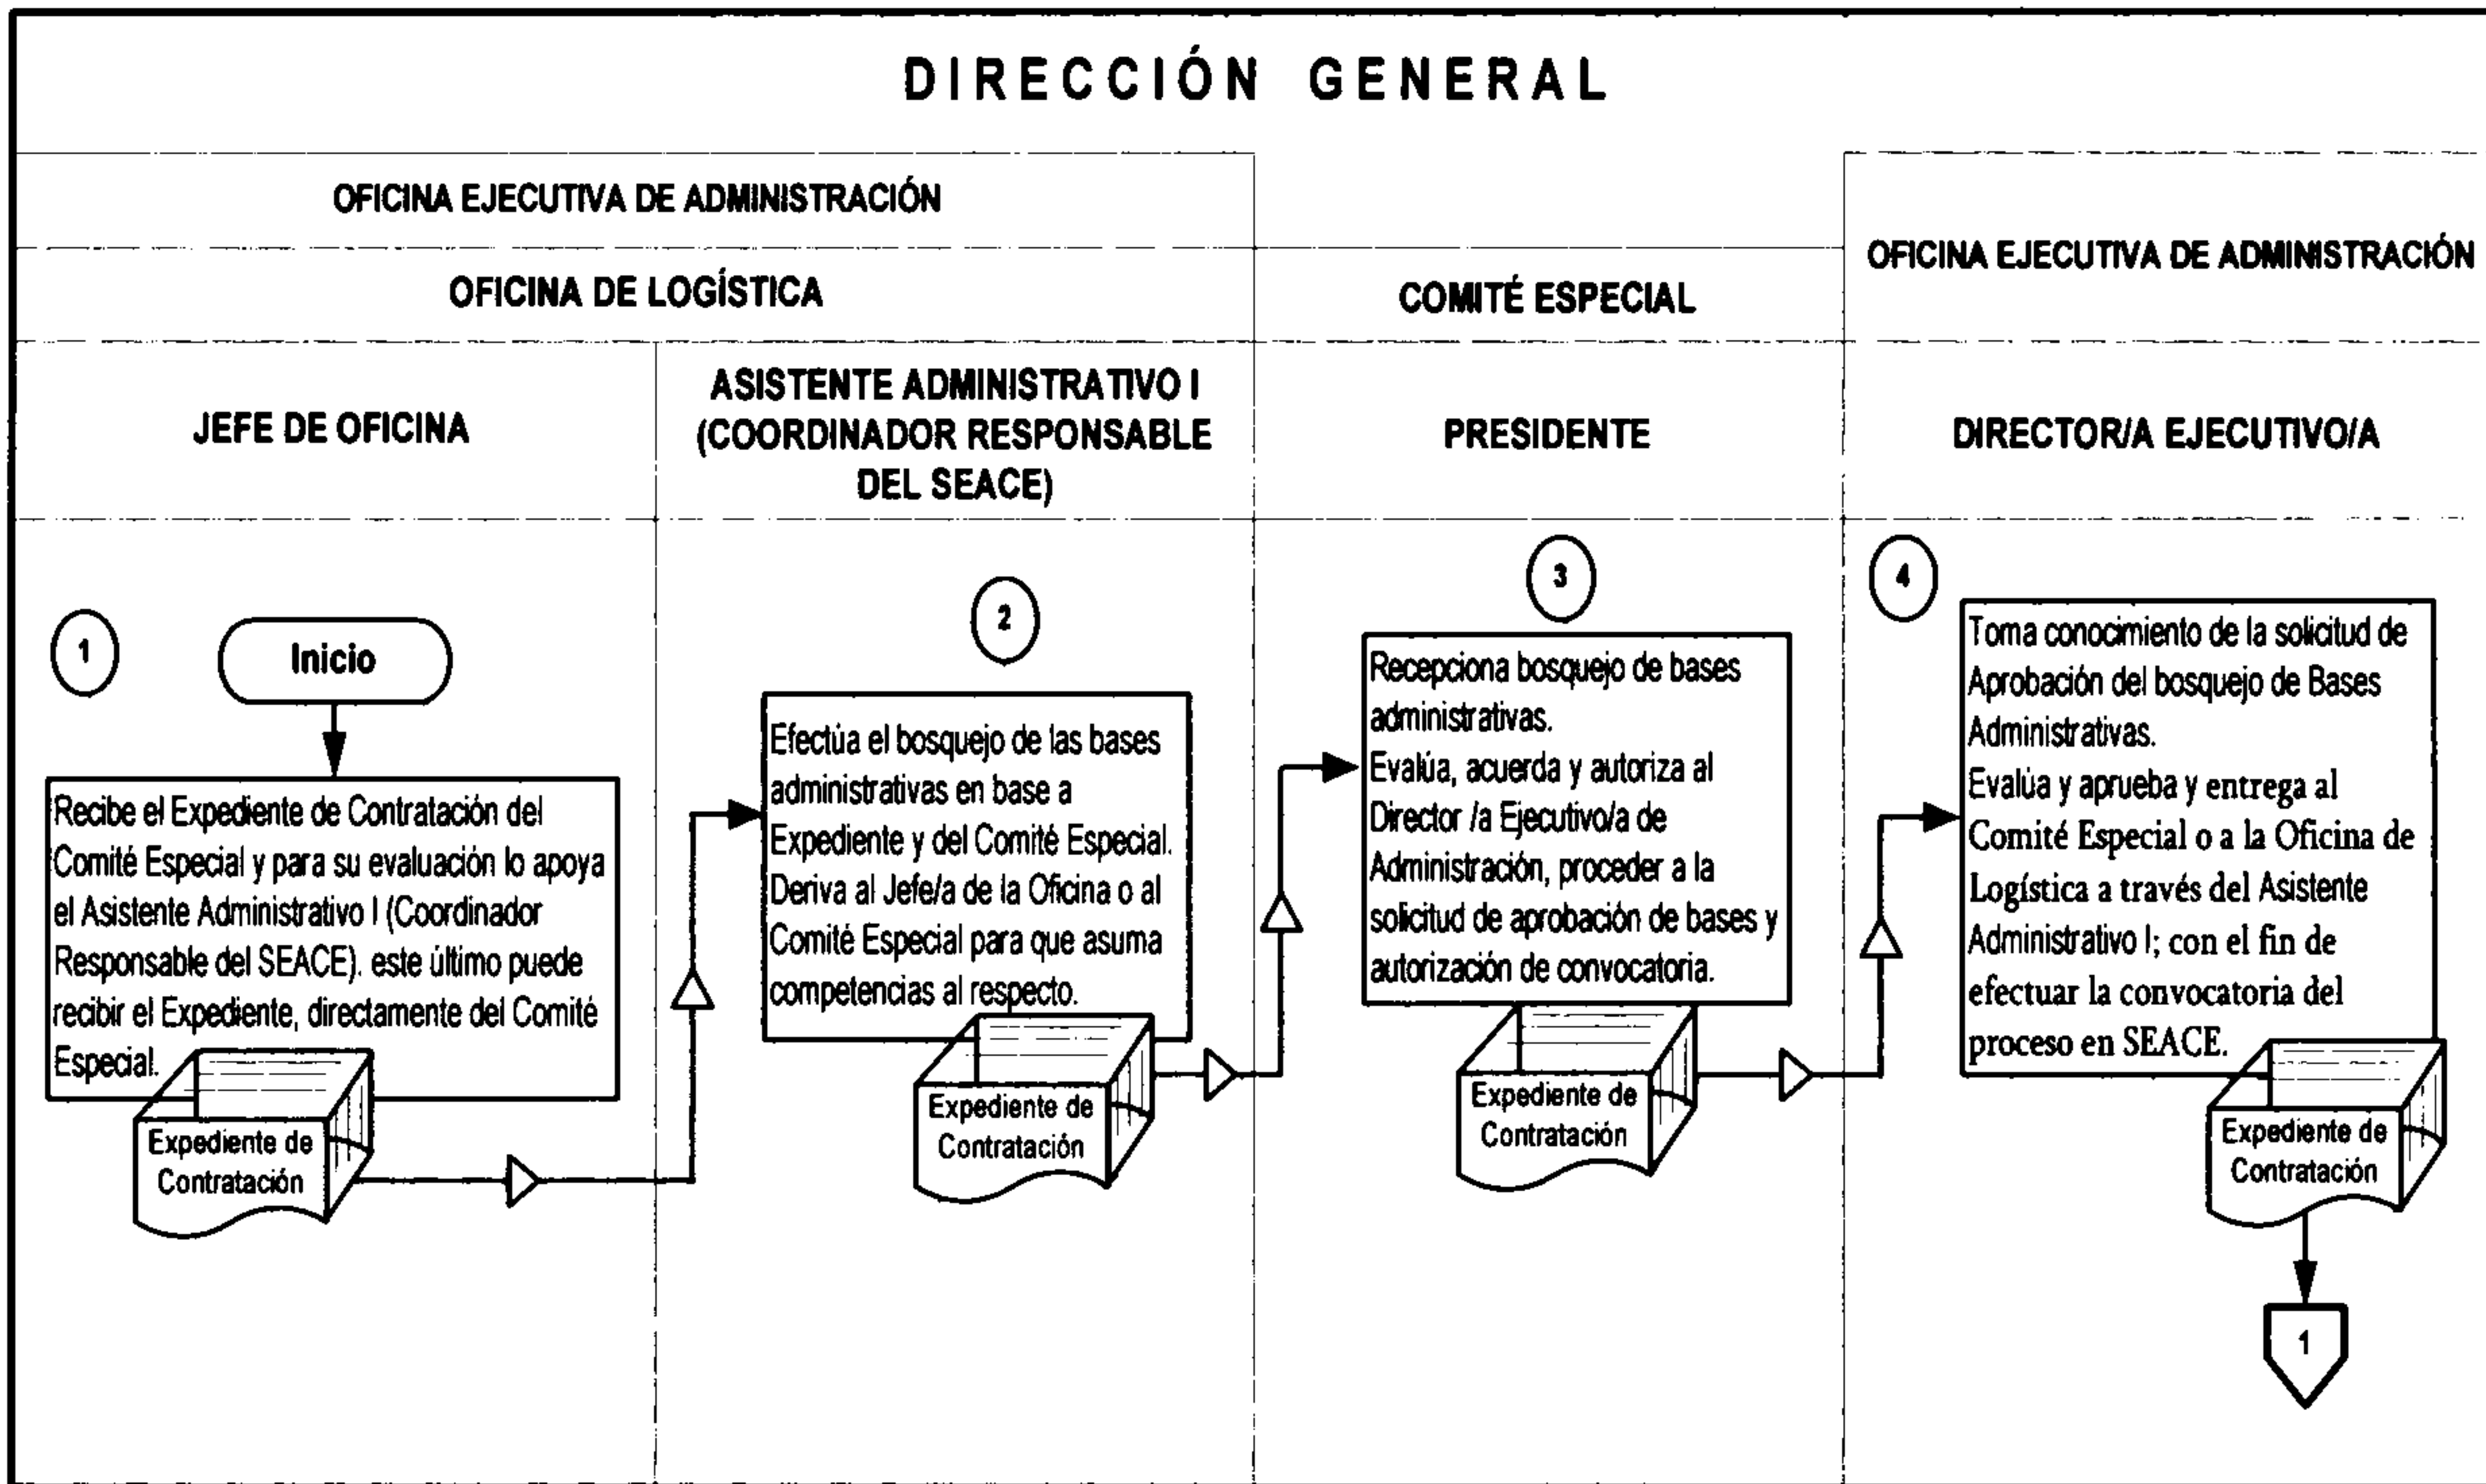 DIRECCIÓN GENERAL
OFICINA EJECUTIVA DE ADMINISTRACIÓN
OFICINA DE LOGÍSTICA
COMITÉ ESPECIAL
OFICINA EJECUTIVA DE ADMINISTRACIÓN
JEFE DE OFICINA
ASISTENTE ADMINISTRATIVO I
(COORDINADOR RESPONSABLE
DEL SEACE)
PRESIDENTE
DIRECTOR/A EJECUTIVO/A
1
Inicio
Recibe el Expediente de Contratación del
Comité Especial y para su evaluación lo apoya
el Asistente Administrativo I (Coordinador
Responsable del SEACE). este último puede
recibir el Expediente, directamente del Comité
Especial.
Expediente de
Contratación
2
Efectúa el bosquejo de las bases
administrativas en base a
Expediente y del Comité Especial.
Deriva al Jefe/a de la Oficina o al
Comité Especial para que asuma
competencias al respecto.
Expediente de
Contratación
3
Recepciona bosquejo de bases
administrativas.
Evalúa, acuerda y autoriza al
Director /a Ejecutivo/a de
Administración, proceder a la
solicitud de aprobación de bases y
autorización de convocatoria.
Expediente de
Contratación
4
Toma conocimiento de la solicitud de
Aprobación del bosquejo de Bases
Administrativas.
Evalúa y aprueba y entrega al
Comité Especial o a la Oficina de
Logística a través del Asistente
Administrativo I; con el fin de
efectuar la convocatoria del
proceso en SEACE.
Expediente de
Contratación
1